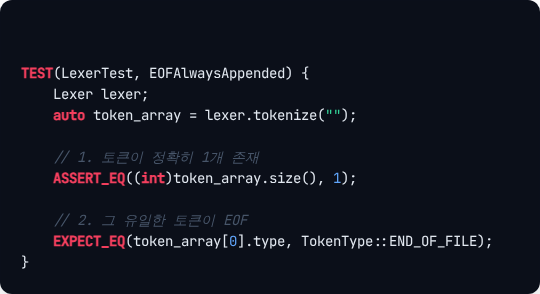 TEST(LexerTest, EOFAlwaysAppended) {
    Lexer lexer;
    auto token_array = lexer.tokenize("");
    // 1. 토큰이 정확히 1개 존재
    ASSERT_EQ((int)token_array.size(), 1);
    // 2. 그 유일한 토큰이 EOF
    EXPECT_EQ(token_array[0].type, TokenType::END_OF_FILE);
}